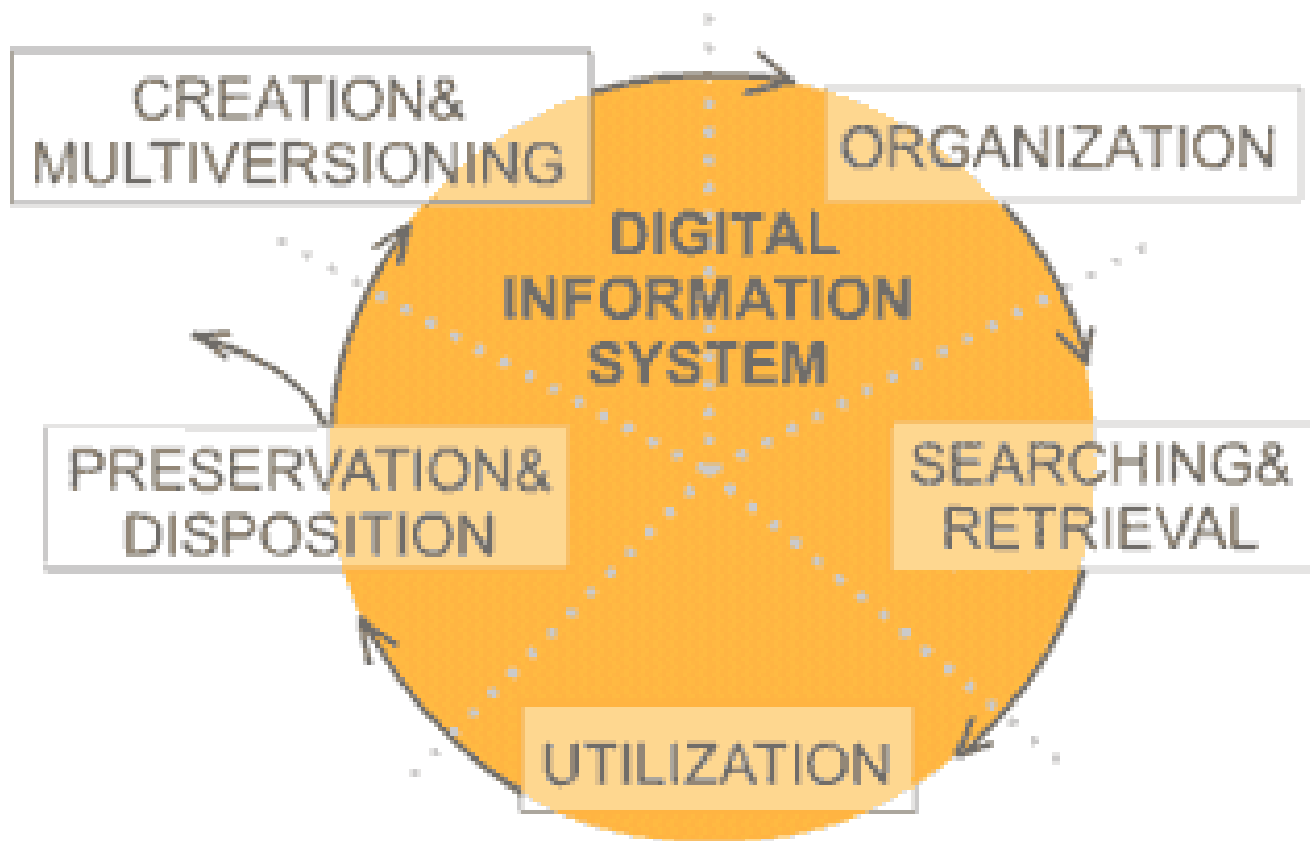 CREATION&
MULTIVERSIONING
ORGANIZATION
DIGITAL
INFORMATION
SYSTEM
PRESERVATION&
DISPOSITION
SEARCHING&
RETRIEVAL
UTILIZATION